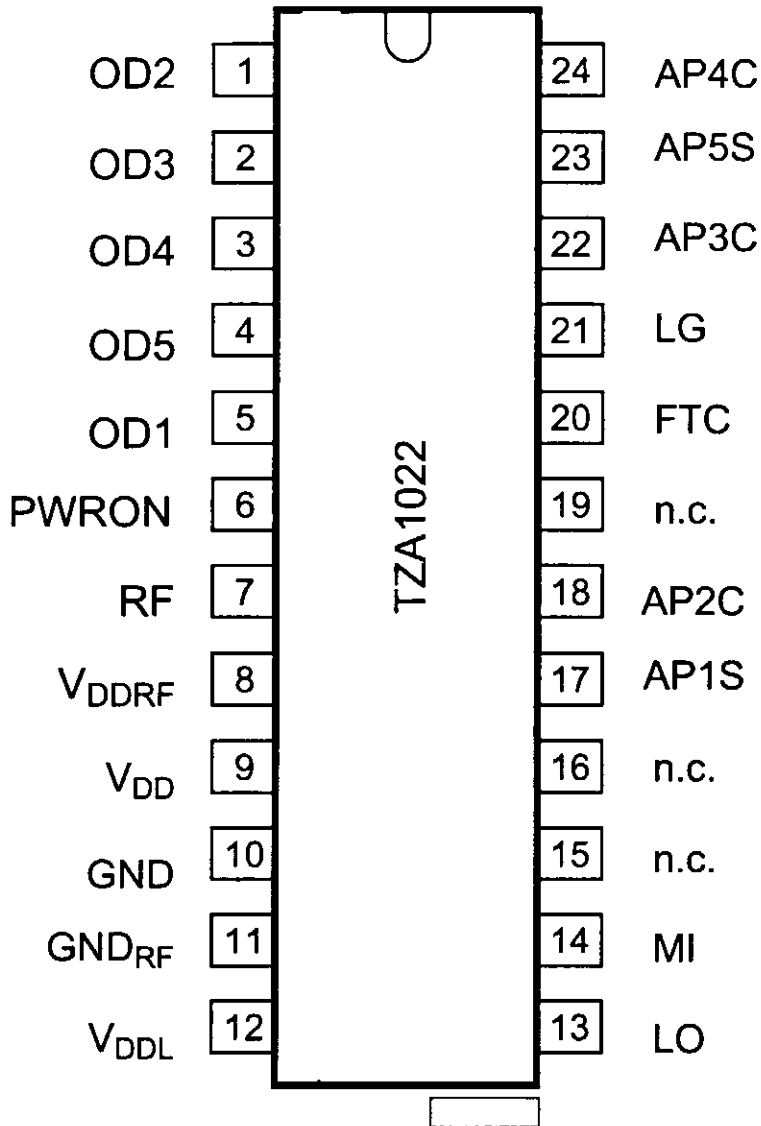 OD2 1 24 AP4C
OD3 2 23 AP5S
OD4 3 22 AP3C
OD5 4 21 LG
OD1 5 20 FTC
PWRON 6 19 n.c.
RF 7 18 AP2C
VDDRF 8 17 AP1S
VDD 9 16 n.c.
GND 10 15 n.c.
GNDRF 11 14 MI
VDDL 12 13 LO
TZA1022